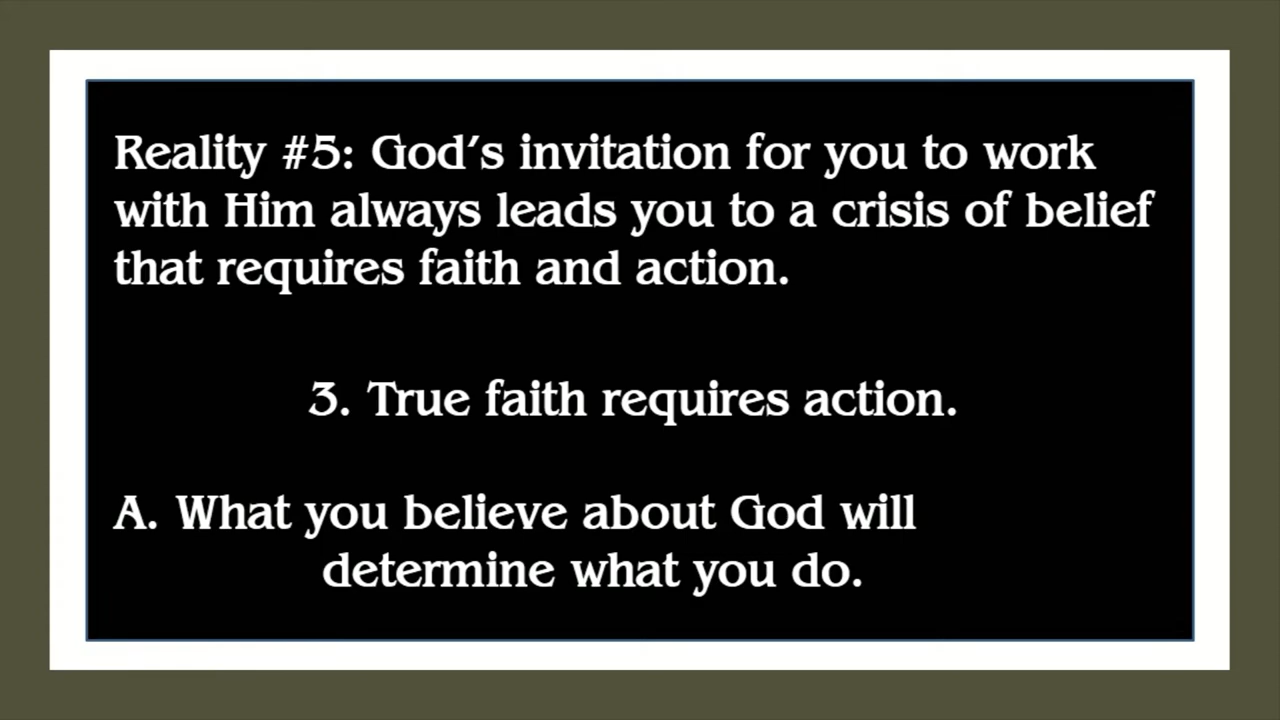 Reality #5: God's invitation for you to work
with Him always leads you to a crisis of belief
that requires faith and action.
3. True faith requires action.
A. What you believe about God will
determine what you do.